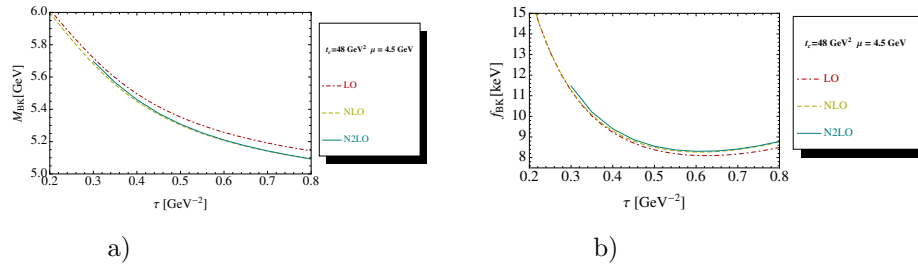 6.0
5.8
5.6
5.4
5.2
5.0
M_BK [GeV]
0.2 0.3 0.4 0.5 0.6 0.7 0.8
τ [GeV⁻²]
t_c=48 GeV² μ = 4.5 GeV
LO
NLO
N2LO
a)
15
14
13
12
11
10
9
8
f_BK [keV]
0.2 0.3 0.4 0.5 0.6 0.7 0.8
τ [GeV⁻²]
t_c=48 GeV² μ = 4.5 GeV
LO
NLO
N2LO
b)